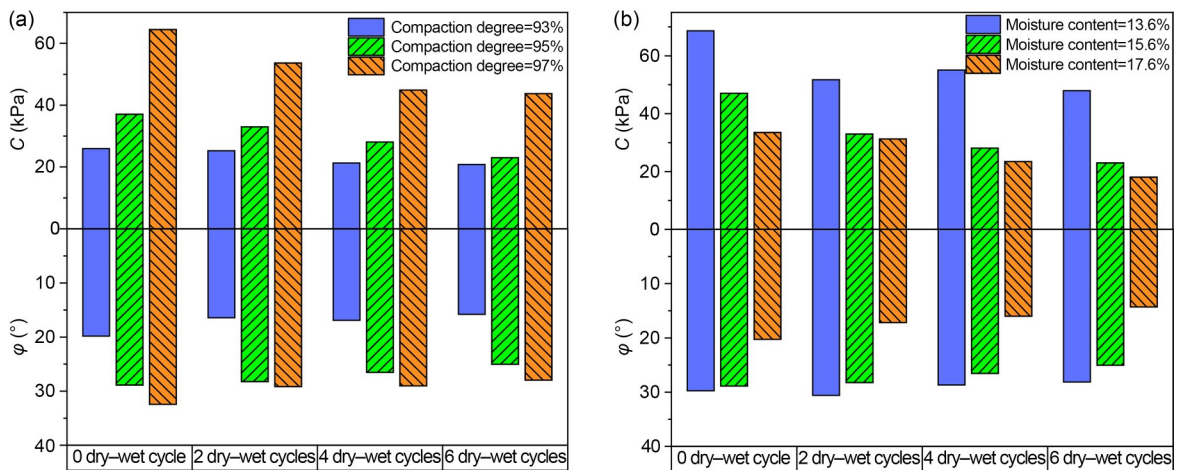 (a)
Compaction degree=93%
Compaction degree=95%
Compaction degree=97%
60
40
20
0
10
20
30
40
C (kPa)
φ (°)
0 dry–wet cycle
2 dry–wet cycles
4 dry–wet cycles
6 dry–wet cycles
(b)
Moisture content=13.6%
Moisture content=15.6%
Moisture content=17.6%
60
40
20
0
10
20
30
40
C (kPa)
φ (°)
0 dry–wet cycle
2 dry–wet cycles
4 dry–wet cycles
6 dry–wet cycles